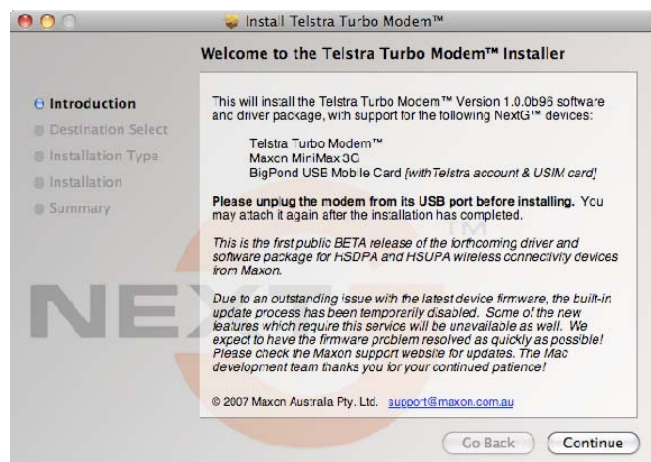 Install Telstra Turbo Modem™
Welcome to the Telstra Turbo Modem™ Installer
Introduction
Destination Select
Installation Type
Installation
Summary
This will install the Telstra Turbo Modem™ Version 1.0.0b96 software
and driver package, with support for the following NextG™ devices:
Telstra Turbo Modem™
Maxon MiniMax 3G
BigPond USB Mobile Card [with Telstra account & USIM card]
Please unplug the modem from its USB port before installing. You
may attach it again after the installation has completed.
This is the first public BETA release of the forthcoming driver and
software package for HSDPA and HSUPA wireless connectivity devices
from Maxon.
Due to an outstanding issue with the latest device firmware, the built-in
update process has been temporarily disabled. Some of the new
features which require this service will be unavailable as well. We
expect to have the firmware problem resolved as quickly as possible!
Please check the Maxon support website for updates. The Mac
development team thanks you for your continued patience!
© 2007 Maxon Australia Pty. Ltd. support@maxon.com.au
NEXTG
TM
Go Back
Continue